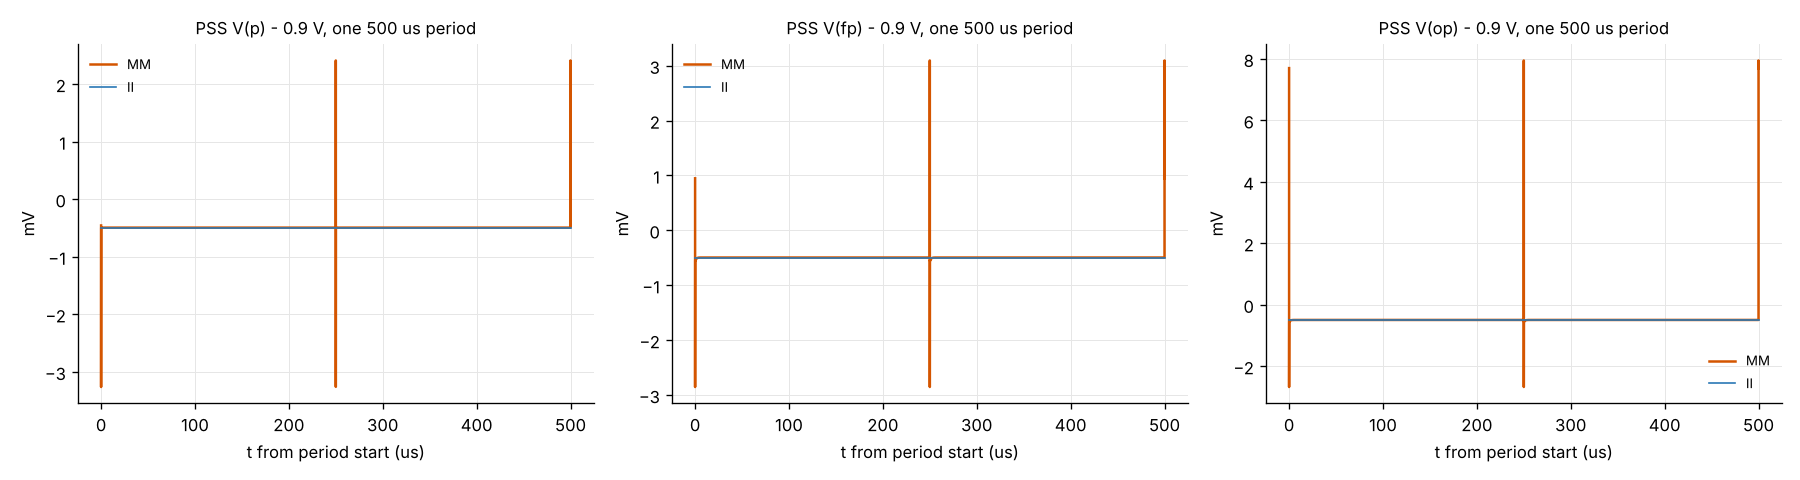 PSS V(p) - 0.9 V, one 500 us period
MM
II
2
1
0
−1
−2
−3
mV
0 100 200 300 400 500
t from period start (us)
PSS V(fp) - 0.9 V, one 500 us period
MM
II
3
2
1
0
−1
−2
−3
mV
0 100 200 300 400 500
t from period start (us)
PSS V(op) - 0.9 V, one 500 us period
8
6
4
2
0
−2
mV
MM
II
0 100 200 300 400 500
t from period start (us)